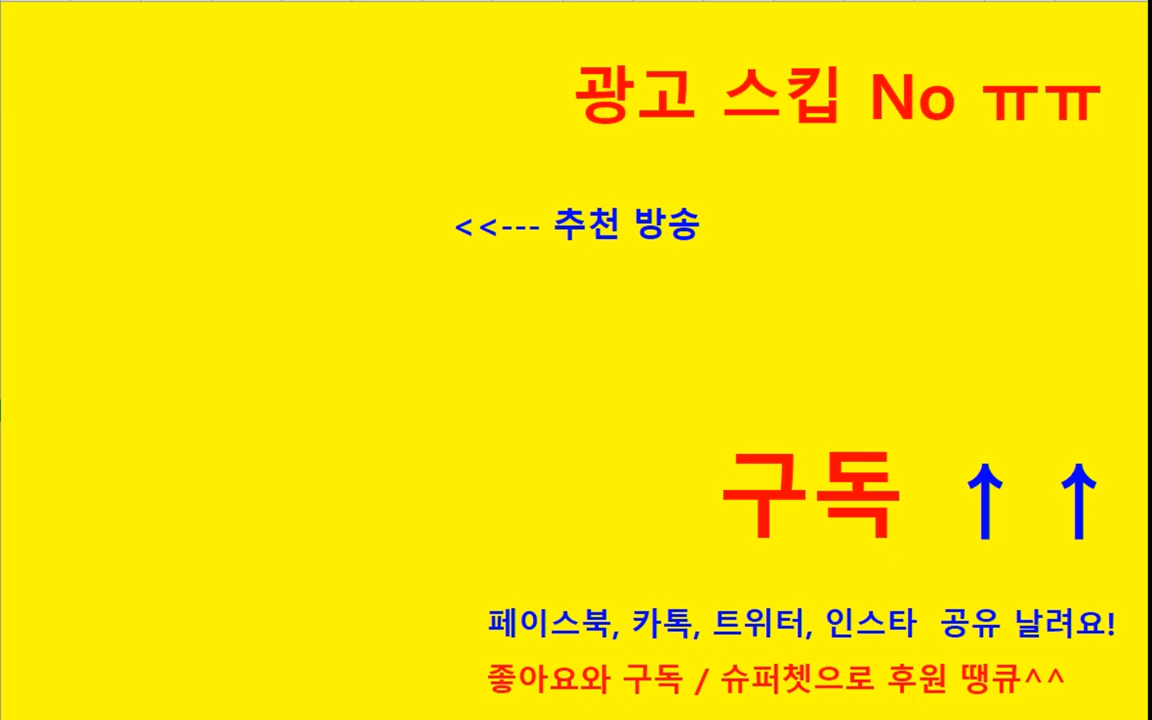 광고 스킵 No ㅠㅠ
<<--- 추천 방송
구독 ↑ ↑
페이스북, 카톡, 트위터, 인스타 공유 날려요!
좋아요와 구독 / 슈퍼쳇으로 후원 땡큐^^